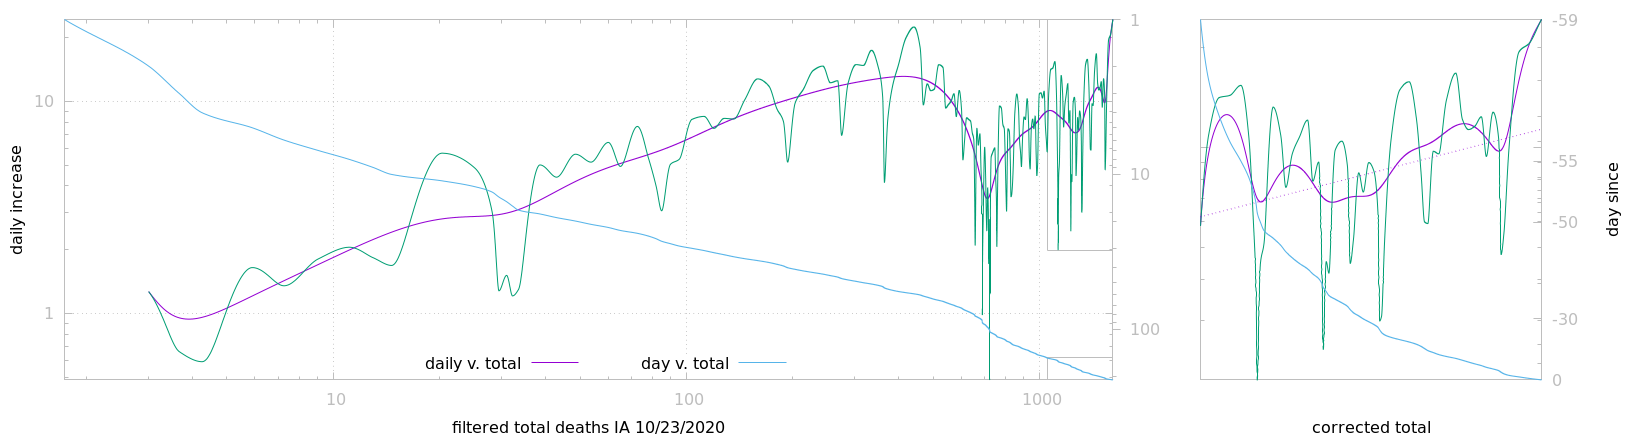 daily increase
10
1
daily v. total
day v. total
10
100
1000
filtered total deaths IA 10/23/2020
1
10
100
-59
-55
-50
-30
0
day since
corrected total